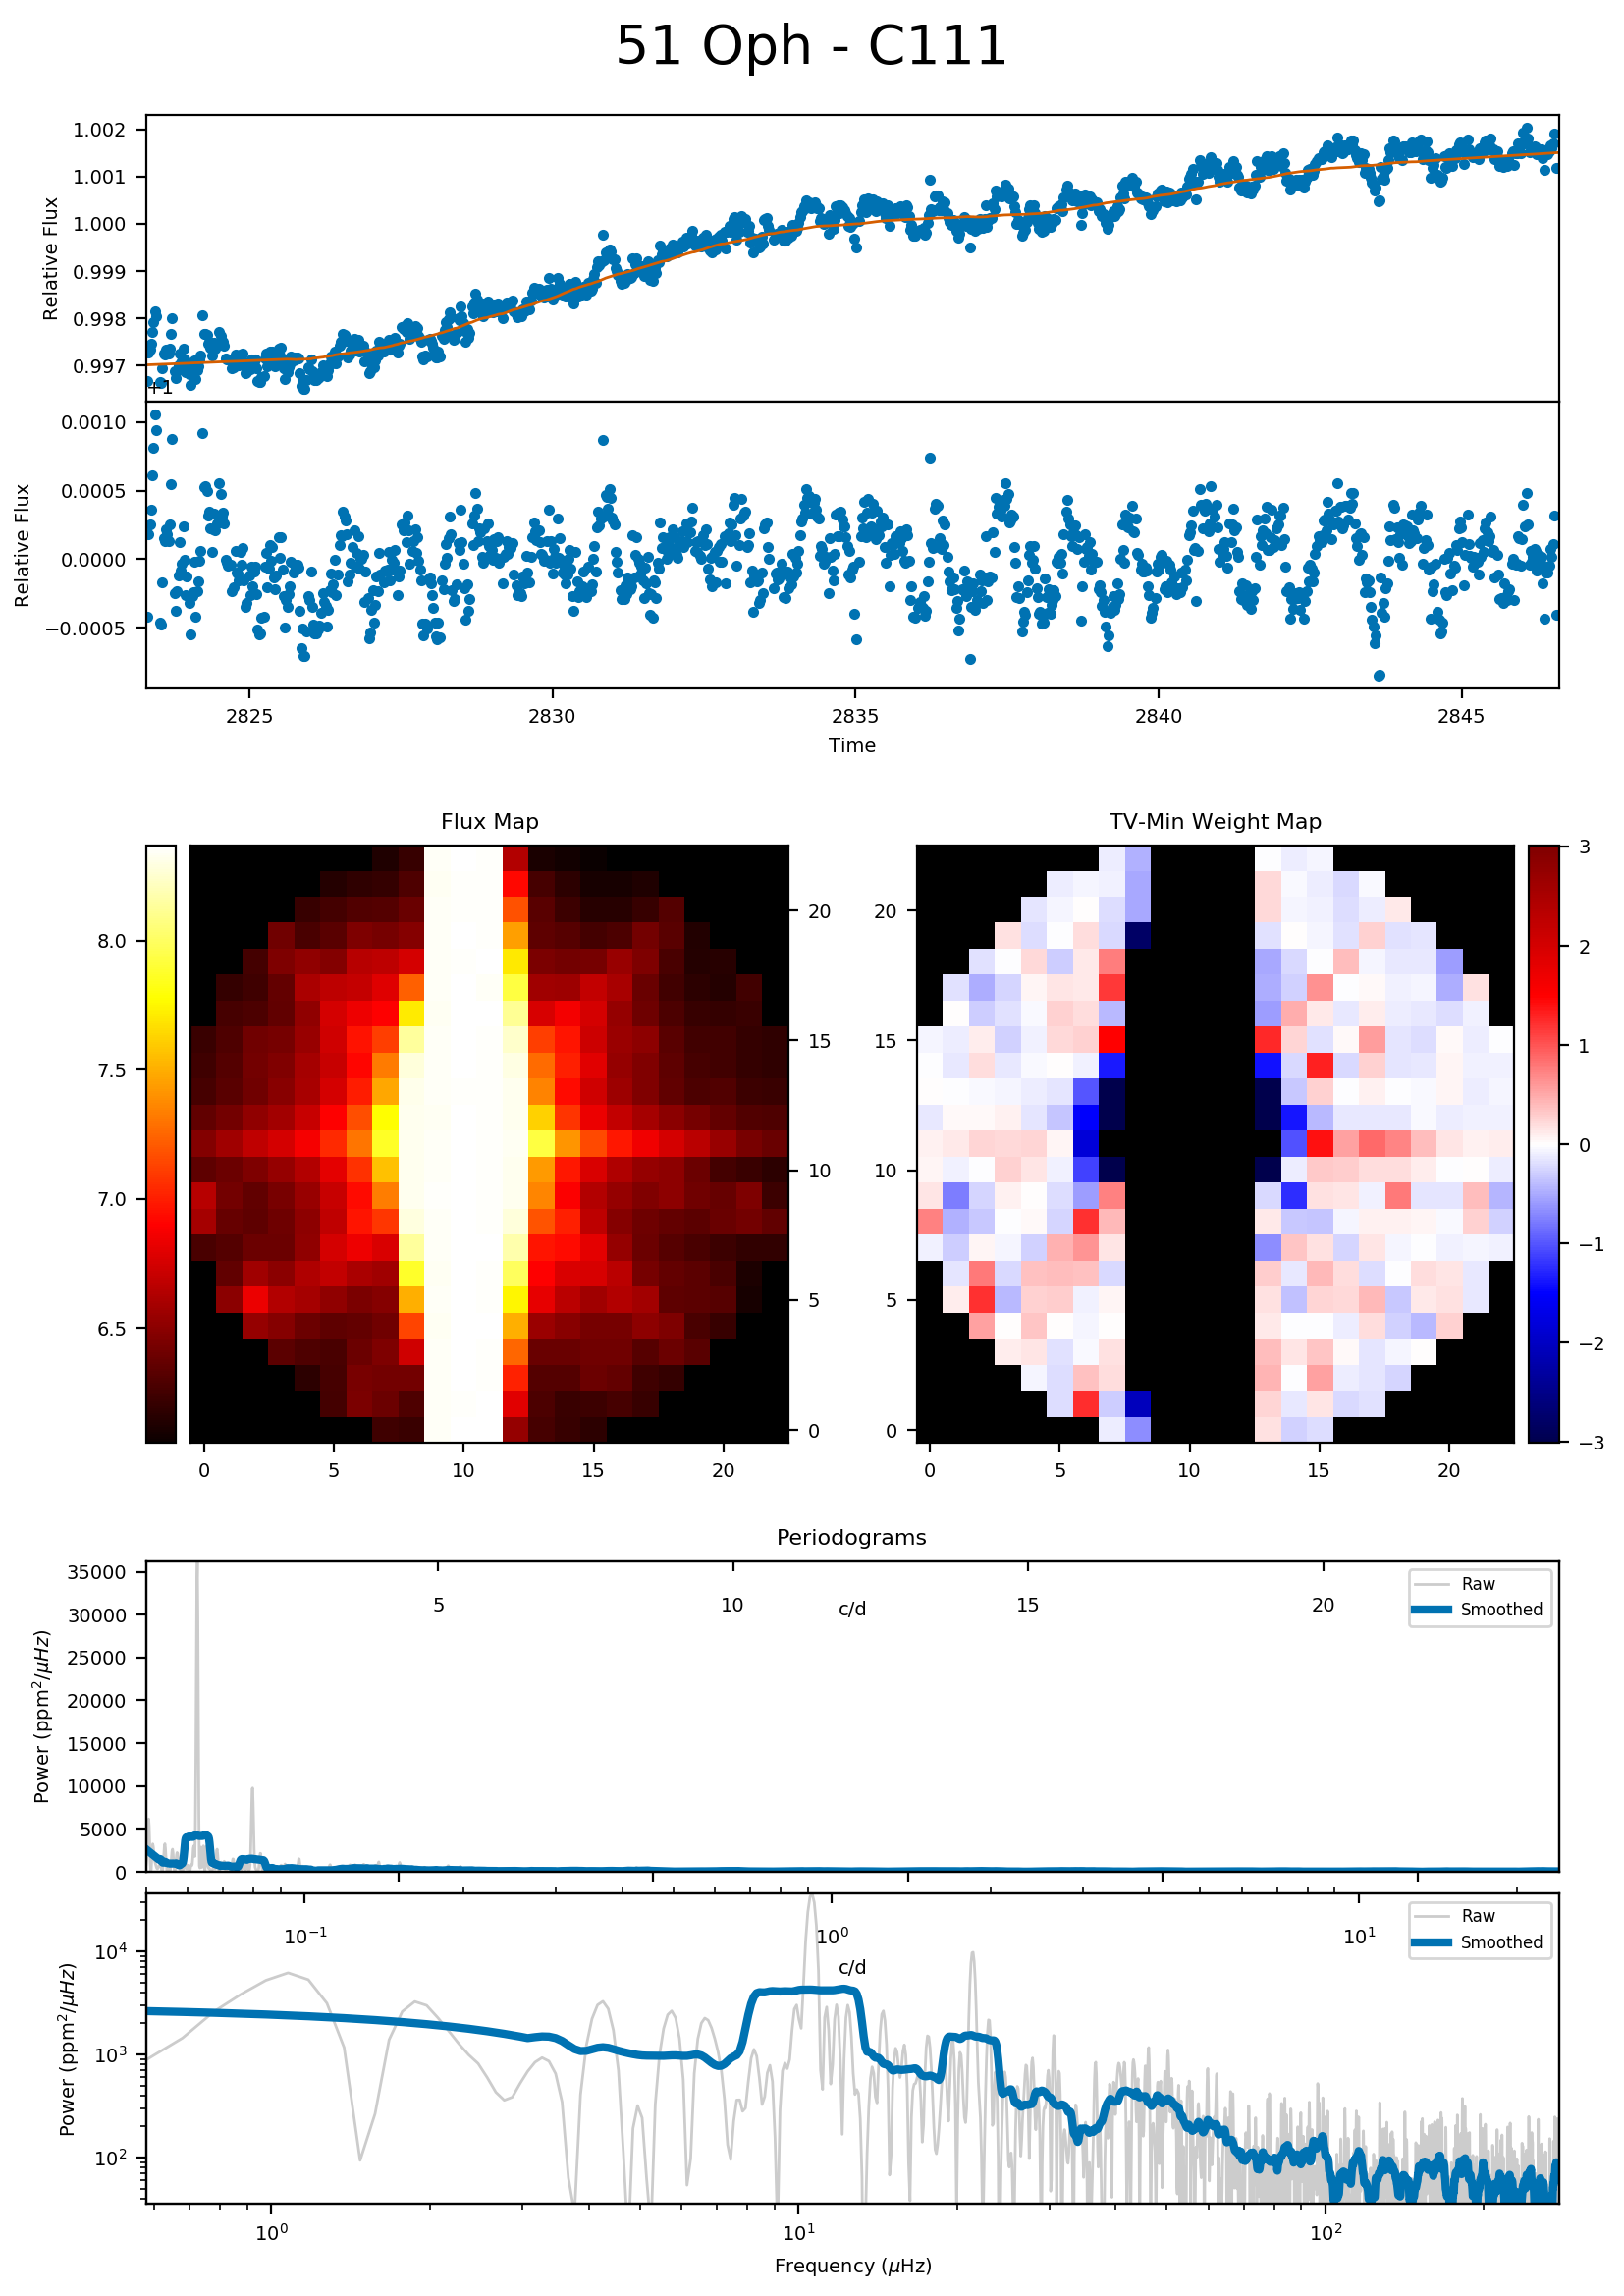 51 Oph - C111
1.002
1.001
1.000
0.999
0.998
0.997
Relative Flux
+1
0.0010
0.0005
0.0000
−0.0005
Relative Flux
2825 2830 2835 2840 2845
Time
Flux Map
TV-Min Weight Map
8.0
7.5
7.0
6.5
20
15
10
5
0
0 5 10 15 20
20
15
10
5
0
0 5 10 15 20
3
2
1
0
−1
−2
−3
Periodograms
35000
30000
25000
20000
15000
10000
5000
0
Power (ppm²/μHz)
5 10 15 20
c/d
Raw
Smoothed
10⁻¹ 10⁰ 10¹
c/d
Raw
Smoothed
10⁴
10³
10²
Power (ppm²/μHz)
10⁰ 10¹ 10²
Frequency (μHz)